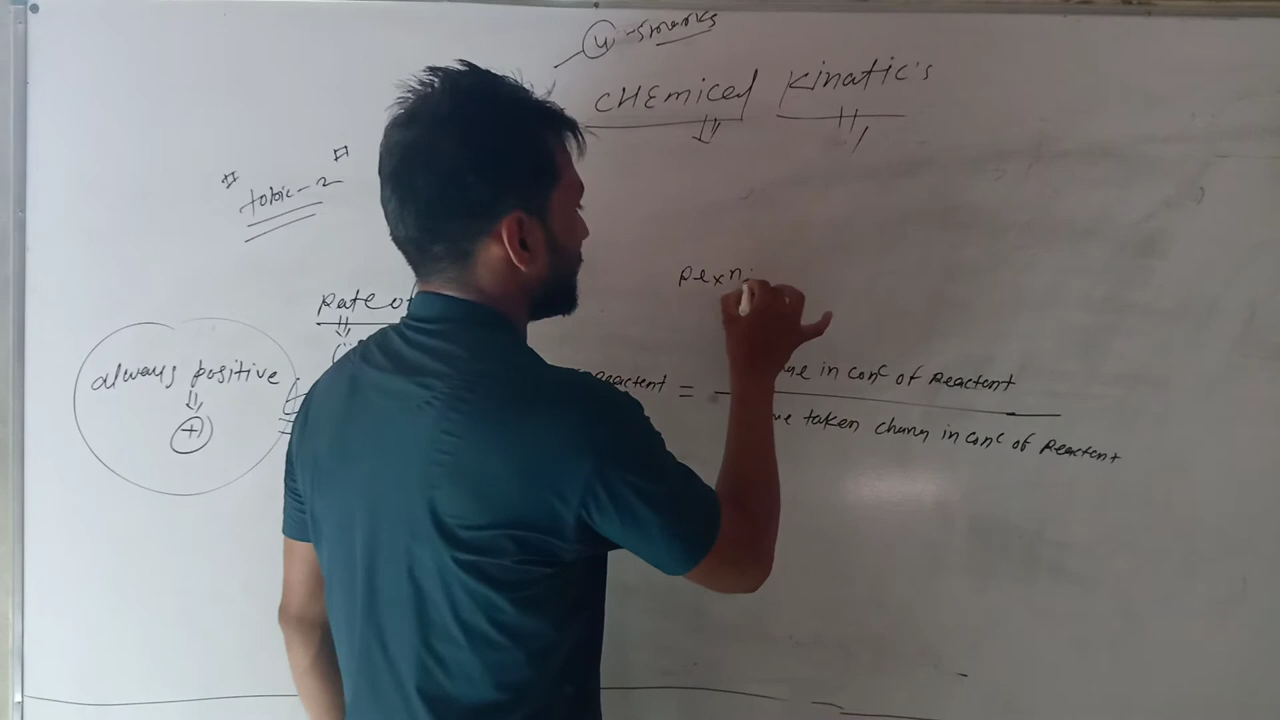 4 - 5 marks
CHEmical Kinatic's
topic-2
Rate of
Rexn
always positive
(+)
Reactent = in conc of Reactent
taken chang in conc of Reactent